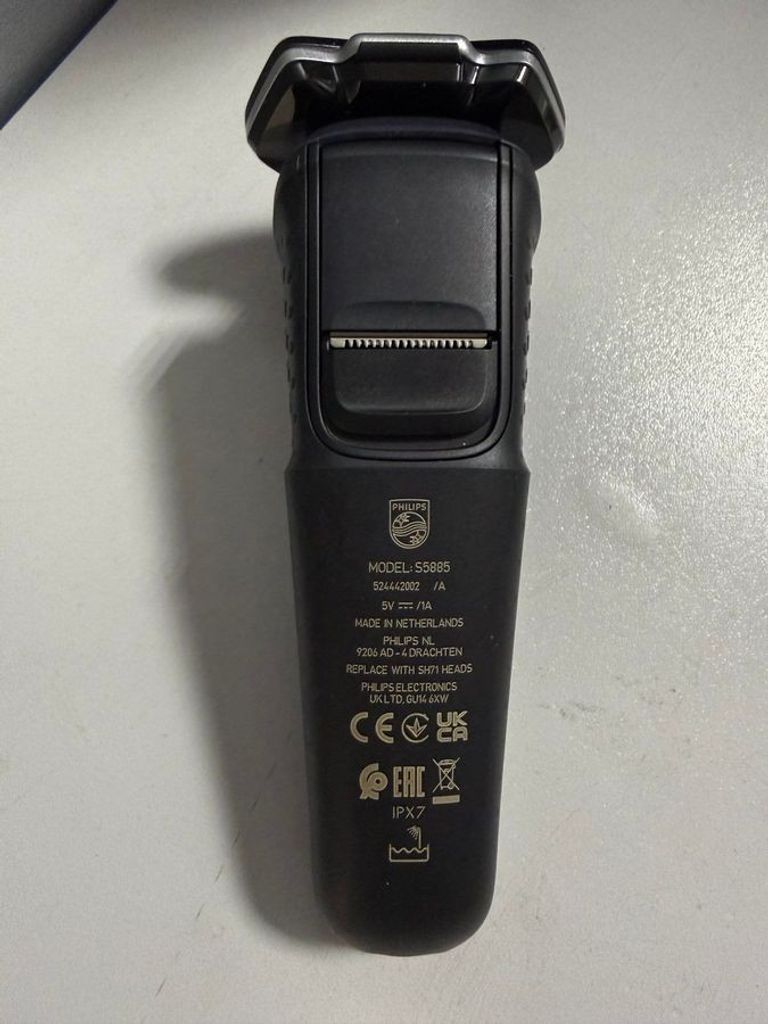 PHILIPS
MODEL: S5885
524442002 /A
5V ⎓ /1A
MADE IN NETHERLANDS
PHILIPS NL
9206 AD - 4 DRACHTEN
REPLACE WITH SH71 HEADS
PHILIPS ELECTRONICS
UK LTD, GU14 6XW
CE UK
CA
EAC
IPX7